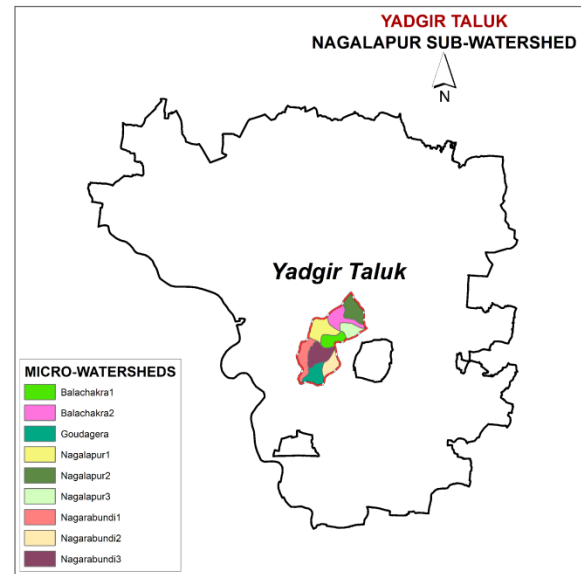 YADGIR TALUK
NAGALAPUR SUB-WATERSHED
N
Yadgir Taluk
MICRO-WATERSHEDS
Balachakra1
Balachakra2
Goudagera
Nagalapur1
Nagalapur2
Nagalapur3
Nagarabundi1
Nagarabundi2
Nagarabundi3